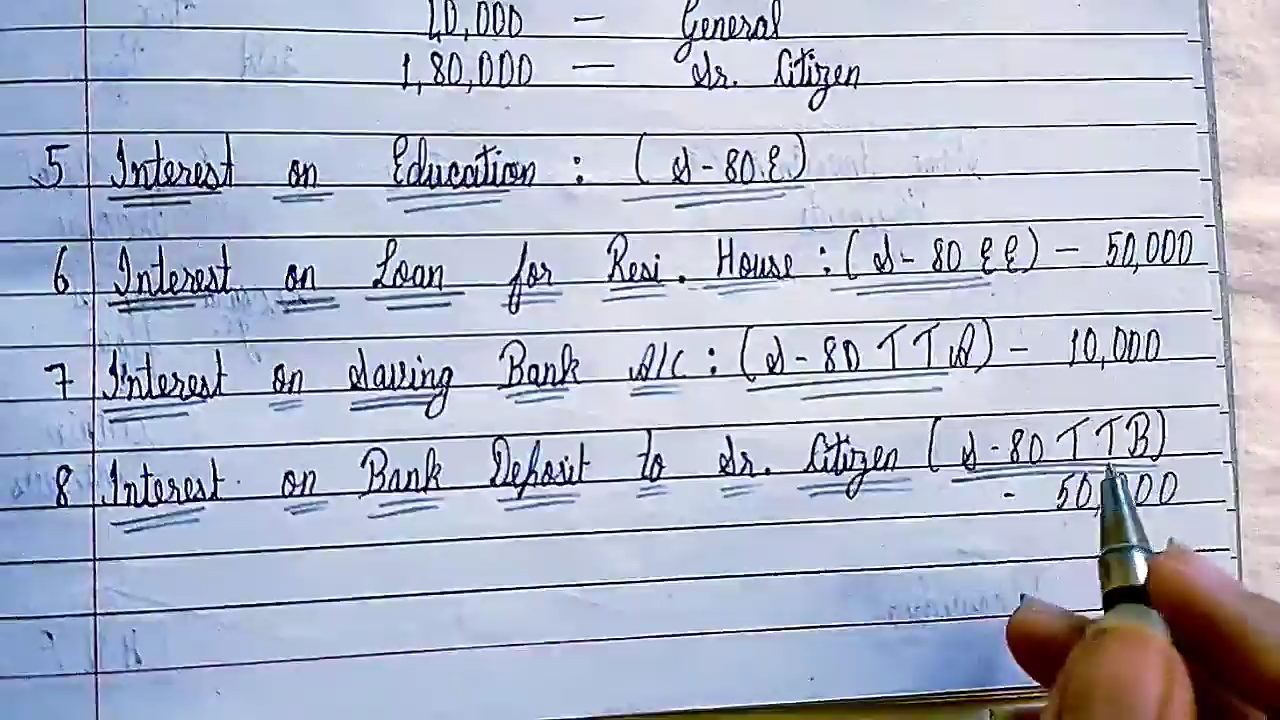 40,000 — General
1,80,000 — Sr. Citizen
5 Interest on Education : (S-80.E)
6 Interest on Loan for Resi. House : (S-80 EE) - 50,000
7 Interest on Saving Bank A/C : (S-80 TTA) - 10,000
8 Interest on Bank Deposit to Sr. Citizen (S-80 TTB)
- 50,000